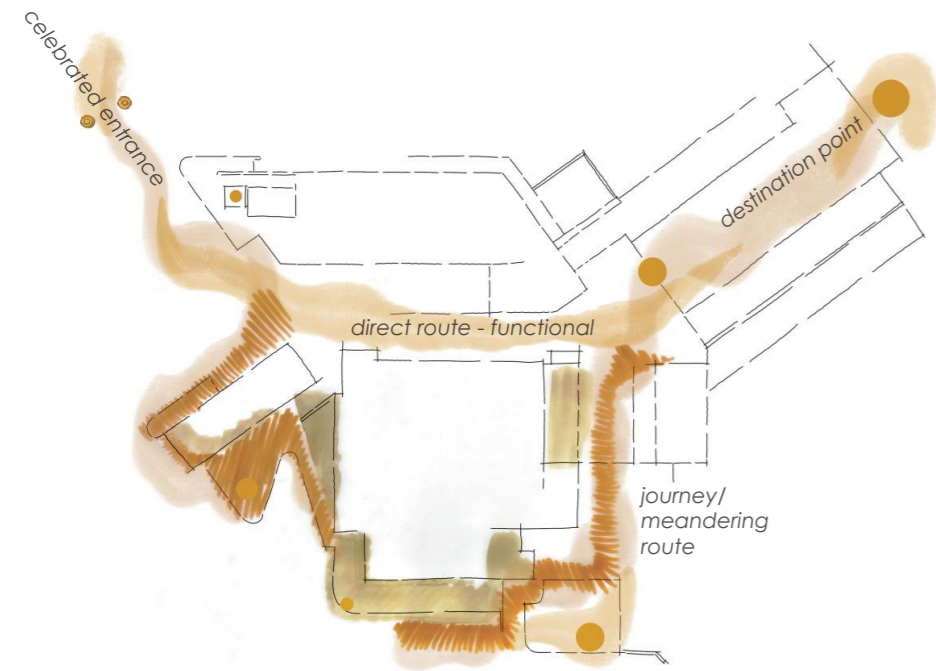 celebrated entrance
destination point
direct route - functional
journey/
meandering
route